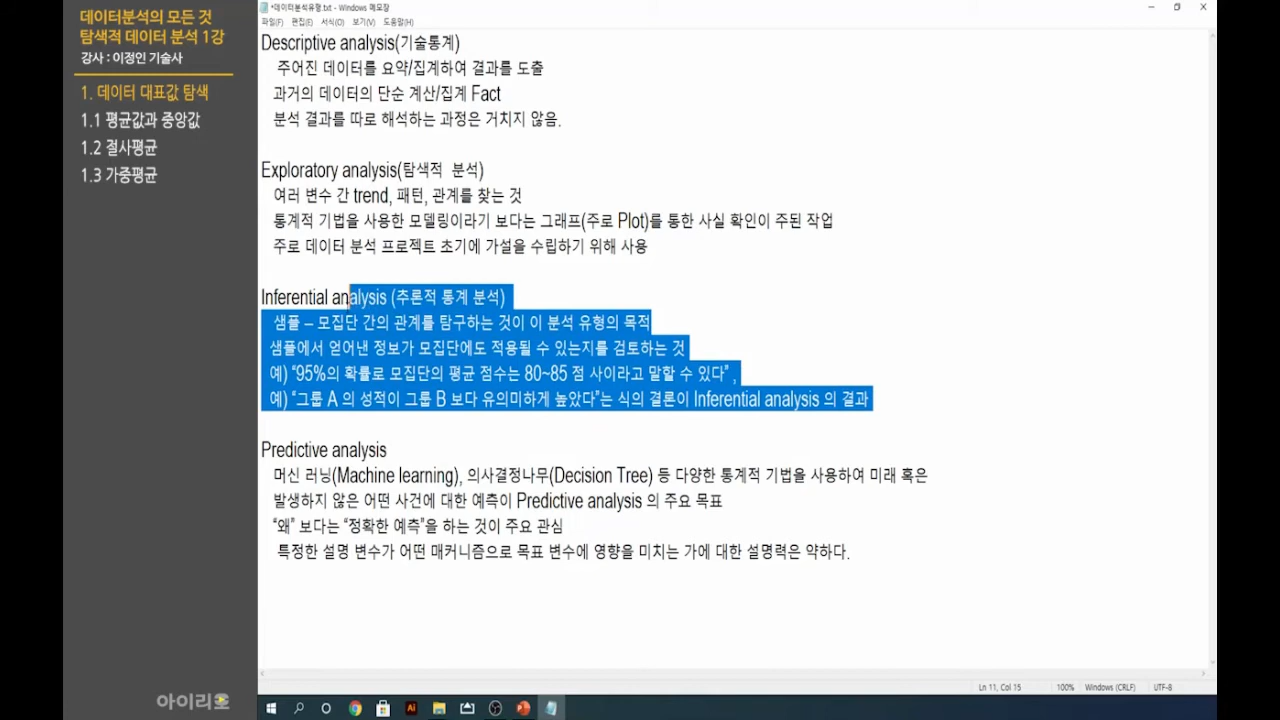 데이터분석의 모든 것
탐색적 데이터 분석 1강
강사 : 이정인 기술사
1. 데이터 대표값 탐색
1.1 평균값과 중앙값
1.2 절사평균
1.3 가중평균
아이리포
*데이터분석유형.txt - Windows 메모장
파일(F) 편집(E) 서식(O) 보기(V) 도움말(H)
Descriptive analysis(기술통계)
주어진 데이터를 요약/집계하여 결과를 도출
과거의 데이터의 단순 계산/집계 Fact
분석 결과를 따로 해석하는 과정은 거치지 않음.
Exploratory analysis(탐색적 분석)
여러 변수 간 trend, 패턴, 관계를 찾는 것
통계적 기법을 사용한 모델링이라기 보다는 그래프(주로 Plot)를 통한 사실 확인이 주된 작업
주로 데이터 분석 프로젝트 초기에 가설을 수립하기 위해 사용
Inferential analysis (추론적 통계 분석)
샘플 – 모집단 간의 관계를 탐구하는 것이 이 분석 유형의 목적
샘플에서 얻어낸 정보가 모집단에도 적용될 수 있는지를 검토하는 것
예) “95%의 확률로 모집단의 평균 점수는 80~85 점 사이라고 말할 수 있다” ,
예) “그룹 A 의 성적이 그룹 B 보다 유의미하게 높았다”는 식의 결론이 Inferential analysis 의 결과
Predictive analysis
머신 러닝(Machine learning), 의사결정나무(Decision Tree) 등 다양한 통계적 기법을 사용하여 미래 혹은
발생하지 않은 어떤 사건에 대한 예측이 Predictive analysis 의 주요 목표
“왜” 보다는 “정확한 예측”을 하는 것이 주요 관심
특정한 설명 변수가 어떤 매커니즘으로 목표 변수에 영향을 미치는 가에 대한 설명력은 약하다.
Ln 11, Col 15 100% Windows (CRLF) UTF-8
Ai